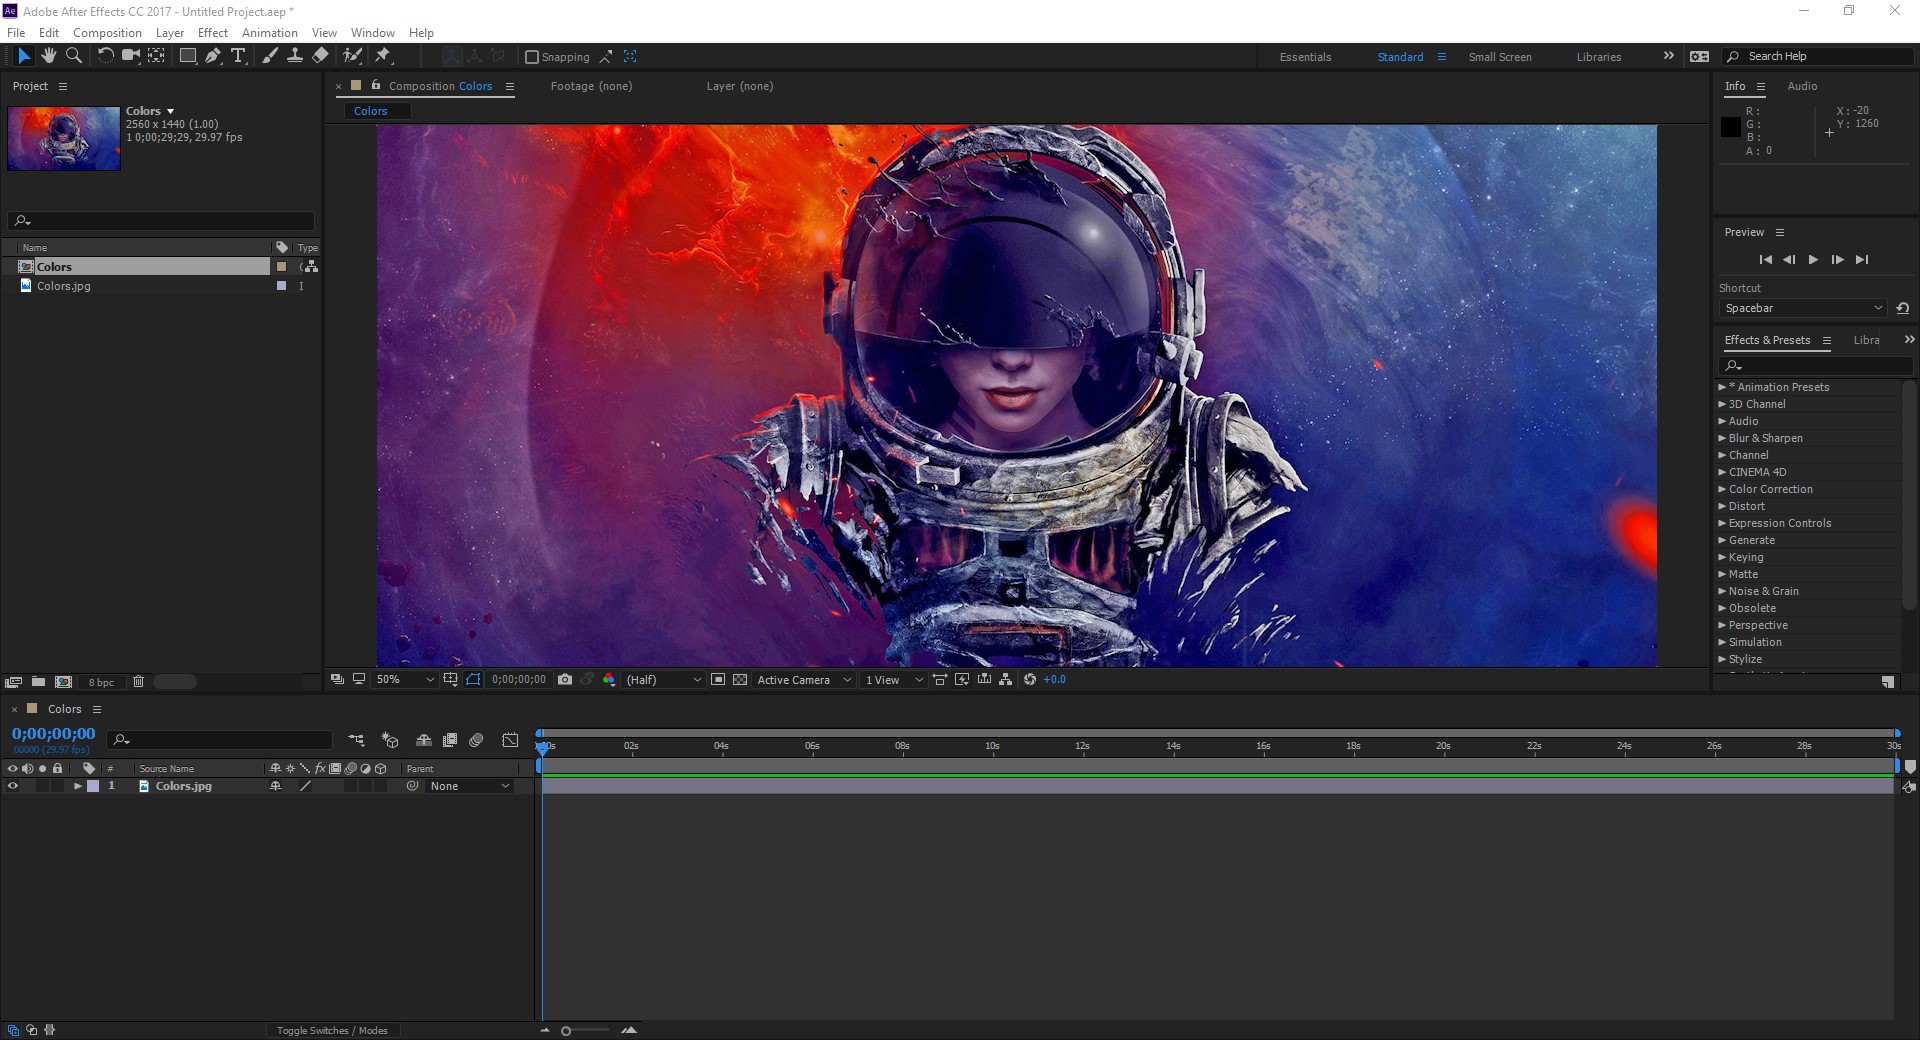 Ae Adobe After Effects CC 2017 - Untitled Project.aep *
File Edit Composition Layer Effect Animation View Window Help
Snapping Essentials Standard Small Screen Libraries Search Help
Project
Colors
2560 x 1440 (1.00)
1 0;00;29;29, 29.97 fps
Name Type
Colors
Colors.jpg I
8 bpc
Composition Colors Footage (none) Layer (none)
Colors
50% 0;00;00;00 (Half) Active Camera 1 View +0.0
Info Audio
R :
G :
B :
A : 0
X : -20
Y : 1260
Preview
Shortcut
Spacebar
Effects & Presets Libra
* Animation Presets
3D Channel
Audio
Blur & Sharpen
Channel
CINEMA 4D
Color Correction
Distort
Expression Controls
Generate
Keying
Matte
Noise & Grain
Obsolete
Perspective
Simulation
Stylize
Colors
0;00;00;00
00000 (29.97 fps)
02s 04s 06s 08s 10s 12s 14s 16s 18s 20s 22s 24s 26s 28s 30s
# Source Name fx Parent
1 Colors.jpg None
Toggle Switches / Modes